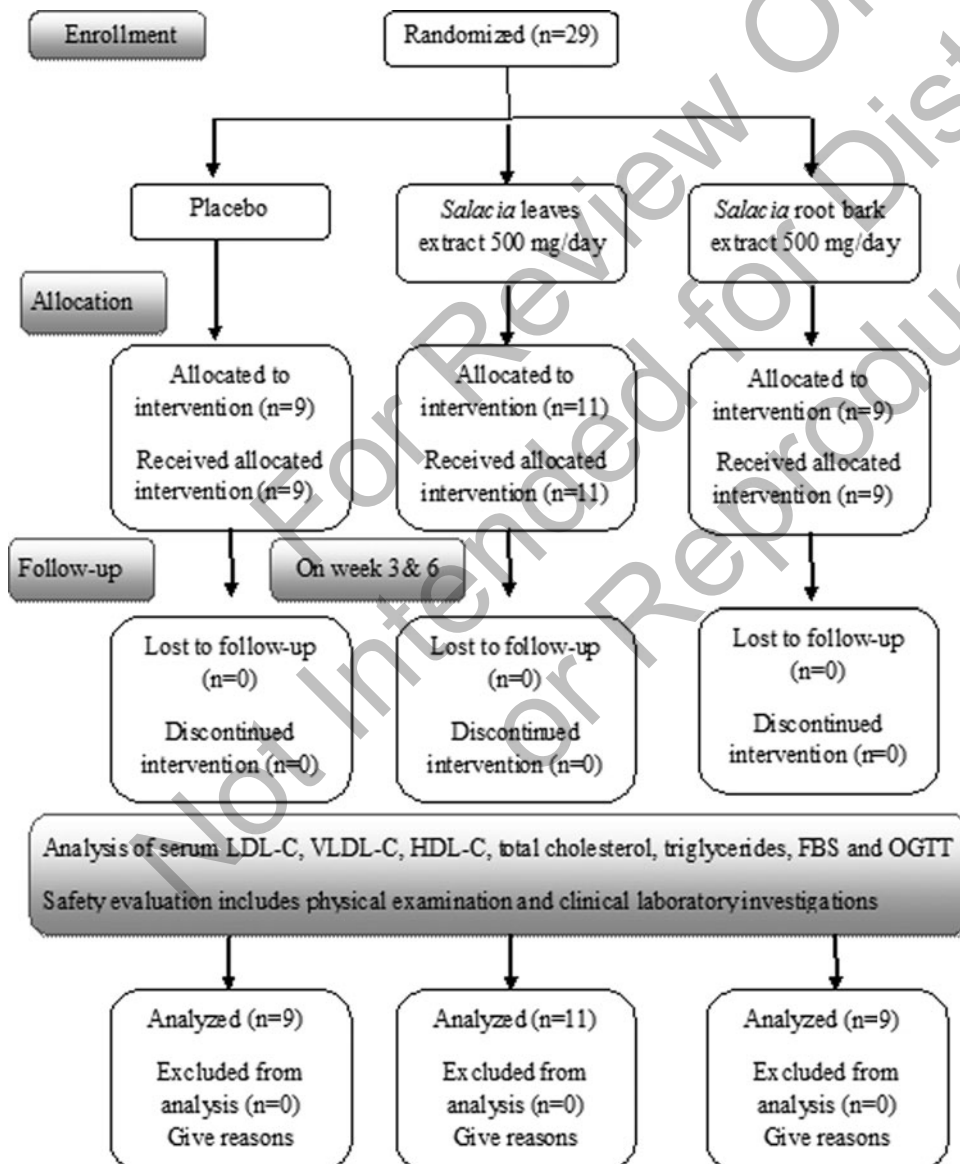 Enrollment
Randomized (n=29)
Placebo
Salacia leaves
extract 500 mg/day
Salacia root bark
extract 500 mg/day
Allocation
Allocated to
intervention (n=9)
Received allocated
intervention (n=9)
Allocated to
intervention (n=11)
Received allocated
intervention (n=11)
Allocated to
intervention (n=9)
Received allocated
intervention (n=9)
Follow-up
On week 3 & 6
Lost to follow-up
(n=0)
Discontinued
intervention (n=0)
Lost to follow-up
(n=0)
Discontinued
intervention (n=0)
Lost to follow-up
(n=0)
Discontinued
intervention (n=0)
Analysis of serum LDL-C, VLDL-C, HDL-C, total cholesterol, triglycerides, FBS and OGTT
Safety evaluation includes physical examination and clinical laboratory investigations
Analyzed (n=9)
Excluded from
analysis (n=0)
Give reasons
Analyzed (n=11)
Excluded from
analysis (n=0)
Give reasons
Analyzed (n=9)
Excluded from
analysis (n=0)
Give reasons
For Review
Not Intended for
or